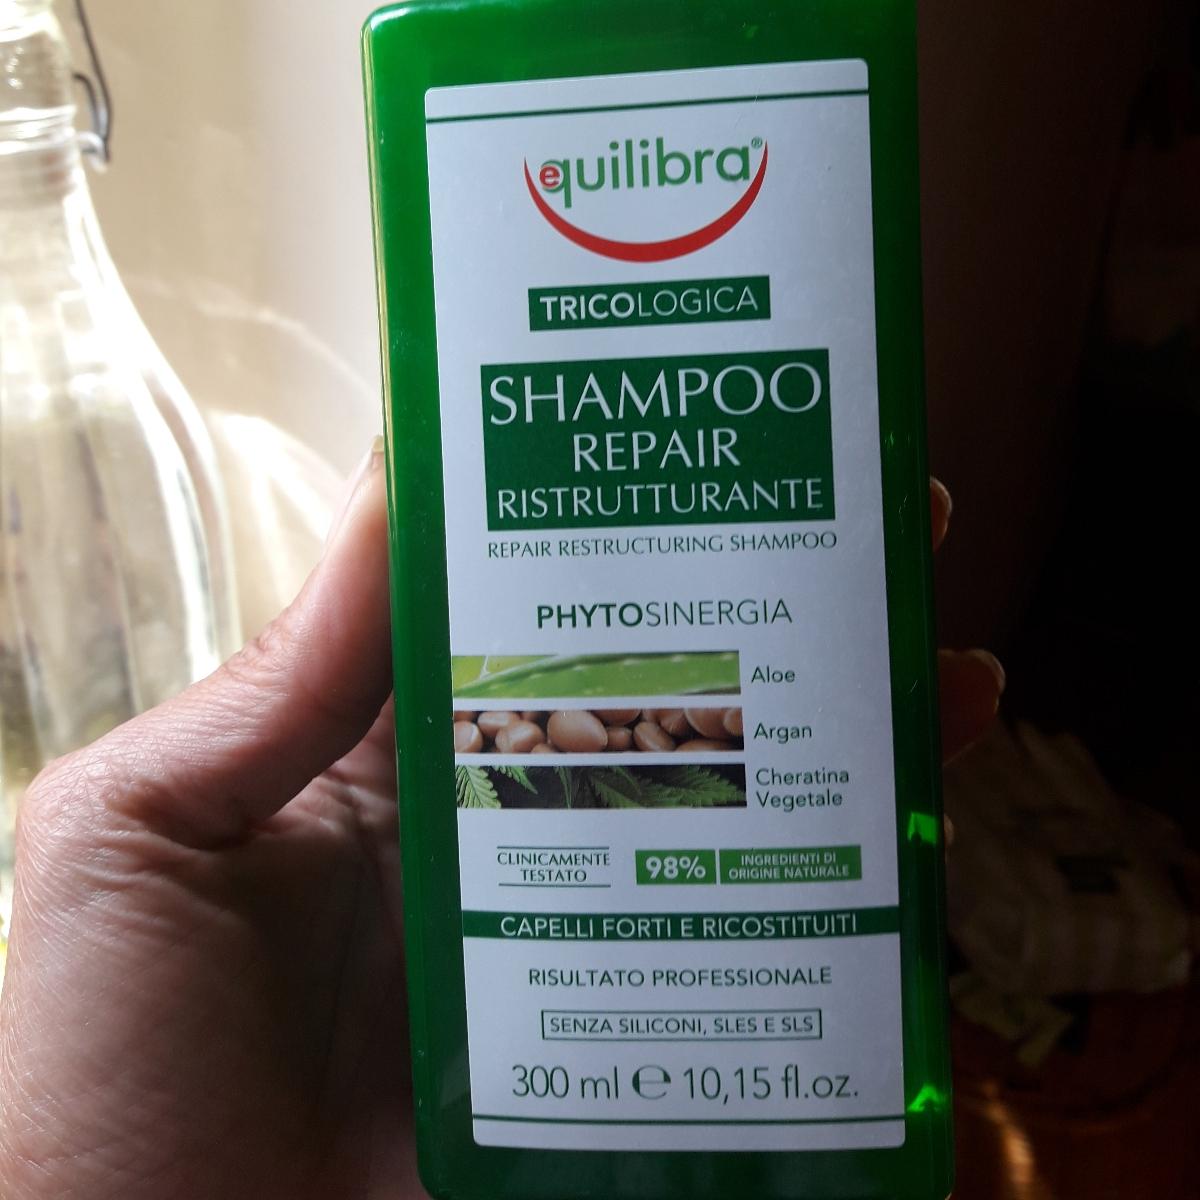 equilibra®
TRICOLOGICA
SHAMPOO
REPAIR
RISTRUTTURANTE
REPAIR RESTRUCTURING SHAMPOO
PHYTOSINERGIA
Aloe
Argan
Cheratina
Vegetale
CLINICAMENTE
TESTATO
98%
INGREDIENTI DI
ORIGINE NATURALE
CAPELLI FORTI E RICOSTITUITI
RISULTATO PROFESSIONALE
SENZA SILICONI, SLES E SLS
300 ml ℮ 10,15 fl.oz.